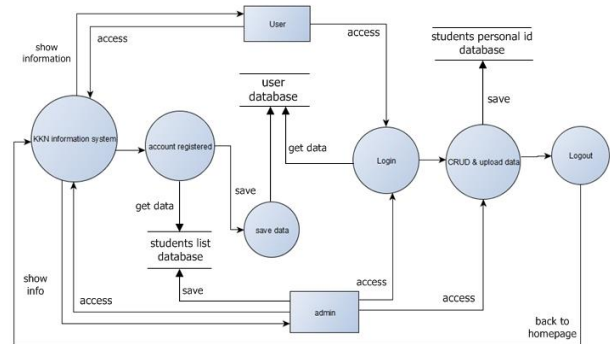 User
show
information
access
access
students personal id
database
user
database
save
KKN information system
account registered
get data
Login
CRUD & upload data
Logout
save
get data
save data
students list
database
show
info
access
save
admin
access
access
back to
homepage